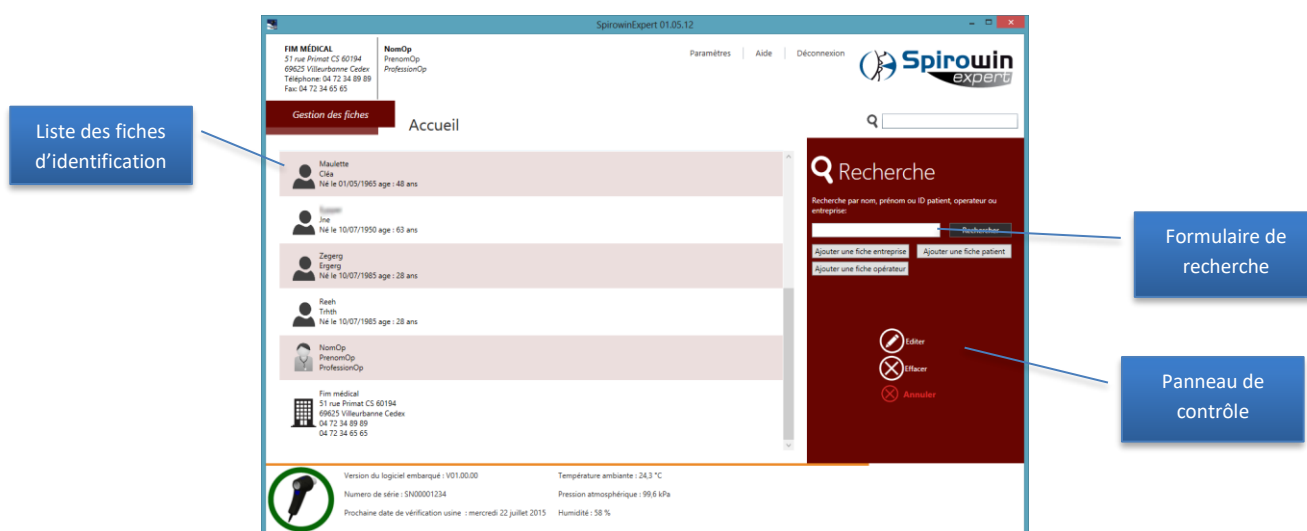 SpirowinExpert 01.05.12
FIM MÉDICAL
51 rue Primat CS 60194
69625 Villeurbanne Cedex
Téléphone: 04 72 34 89 89
Fax: 04 72 34 65 65
NomOp
PrenomOp
ProfessionOp
Paramètres
Aide
Déconnexion
Spirowin
expert
Gestion des fiches
Accueil
Liste des fiches
d'identification
Maulette
Cléa
Né le 01/05/1965 age : 48 ans
Jne
Né le 10/07/1950 age : 63 ans
Zegerg
Ergerg
Né le 10/07/1985 age : 28 ans
Reeh
Trhth
Né le 10/07/1985 age : 28 ans
NomOp
PrenomOp
ProfessionOp
Fim médical
51 rue Primat CS 60194
69625 Villeurbanne Cedex
04 72 34 89 89
04 72 34 65 65
Recherche
Recherche par nom, prénom ou ID patient, operateur ou
entreprise:
Rechercher
Ajouter une fiche entreprise
Ajouter une fiche patient
Ajouter une fiche opérateur
Editer
Effacer
Annuler
Formulaire de
recherche
Panneau de
contrôle
Version du logiciel embarqué : V01.00.00
Numero de série : SN00001234
Prochaine date de vérification usine : mercredi 22 juillet 2015
Température ambiante : 24,3 °C
Pression atmosphérique : 99,6 kPa
Humidité : 58 %